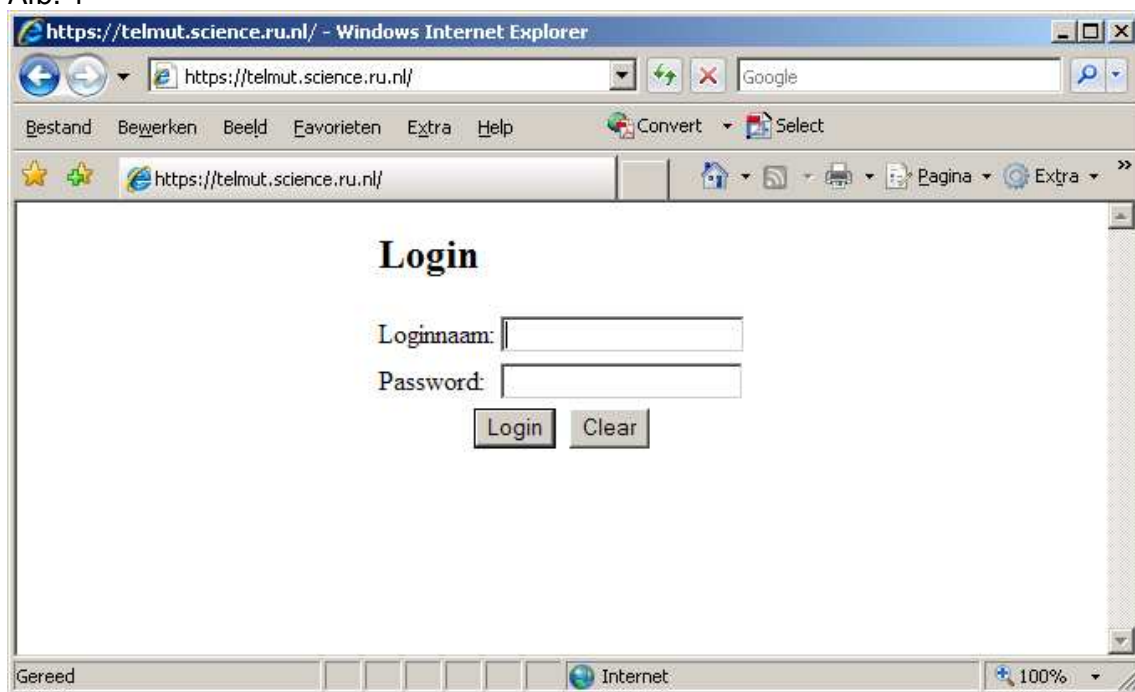 https://telmut.science.ru.nl/ - Windows Internet Explorer
https://telmut.science.ru.nl/ Google
Bestand Bewerken Beeld Favorieten Extra Help Convert Select
https://telmut.science.ru.nl/ Pagina Extra »
Login
Loginnaam:
Password:
Login Clear
Gereed Internet 100%